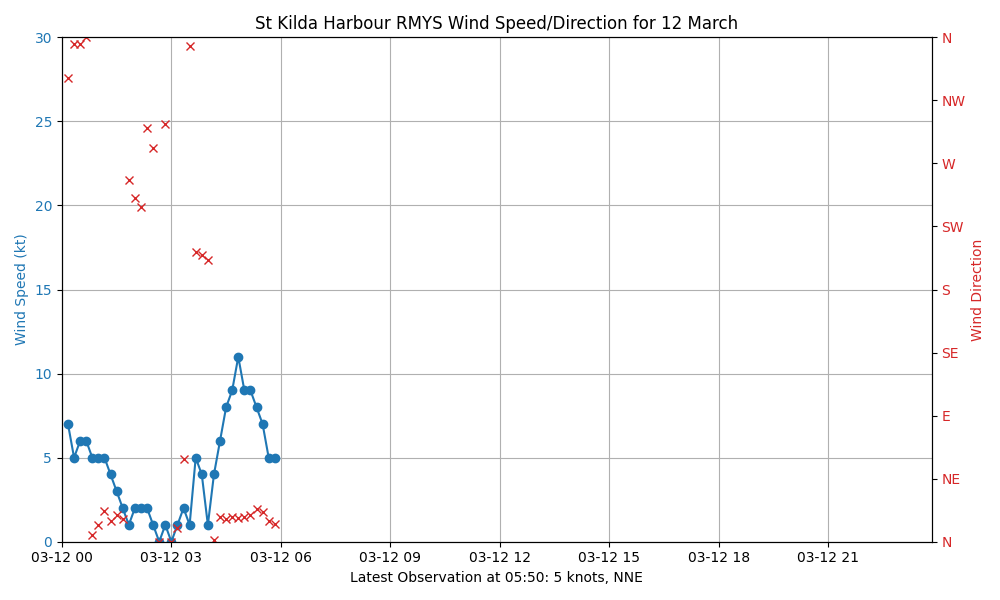 St Kilda Harbour RMYS Wind Speed/Direction for 12 March
30
25
20
15
10
5
0
Wind Speed (kt)
N
NW
W
SW
S
SE
E
NE
N
Wind Direction
03-12 00
03-12 03
03-12 06
03-12 09
03-12 12
03-12 15
03-12 18
03-12 21
Latest Observation at 05:50: 5 knots, NNE